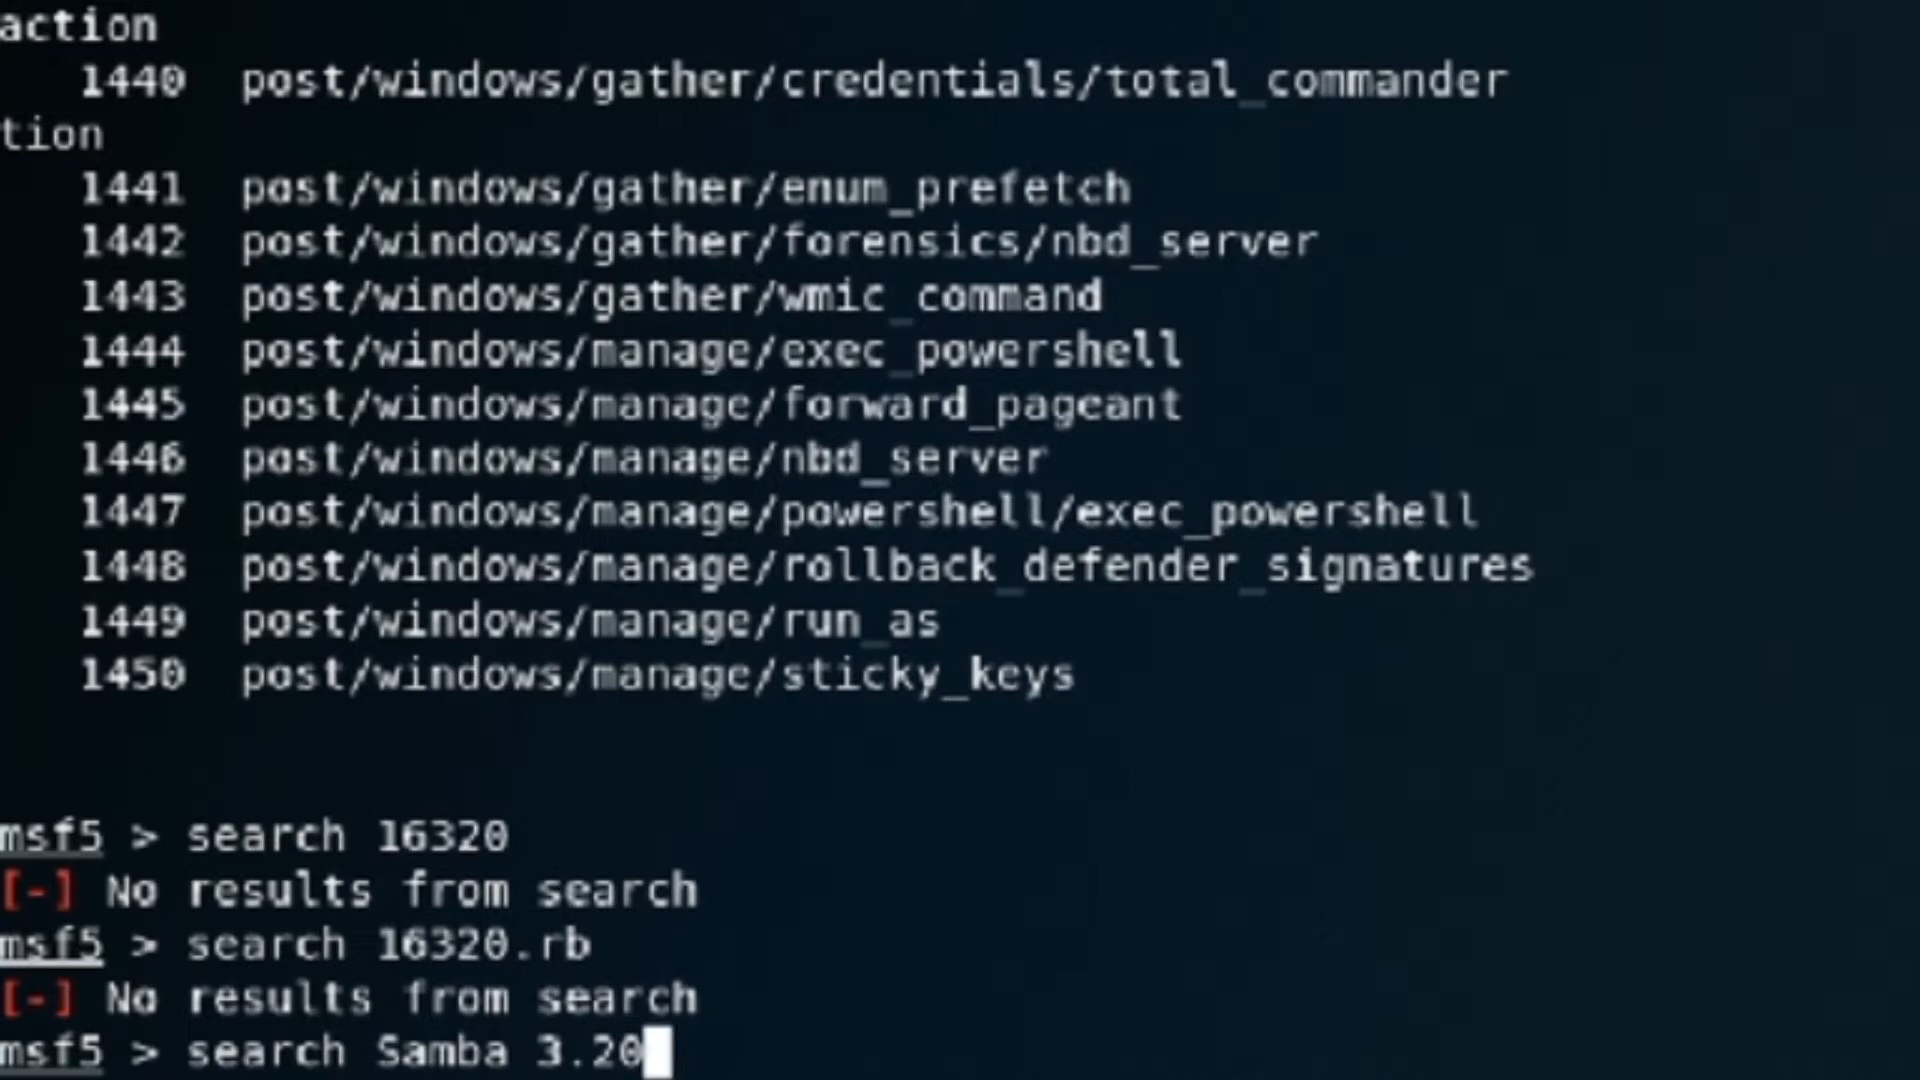 action
1440 post/windows/gather/credentials/total_commander
tion
1441 post/windows/gather/enum_prefetch
1442 post/windows/gather/forensics/nbd_server
1443 post/windows/gather/wmic_command
1444 post/windows/manage/exec_powershell
1445 post/windows/manage/forward_pageant
1446 post/windows/manage/nbd_server
1447 post/windows/manage/powershell/exec_powershell
1448 post/windows/manage/rollback_defender_signatures
1449 post/windows/manage/run_as
1450 post/windows/manage/sticky_keys
msf5 > search 16320
[-] No results from search
msf5 > search 16320.rb
[-] No results from search
msf5 > search Samba 3.20